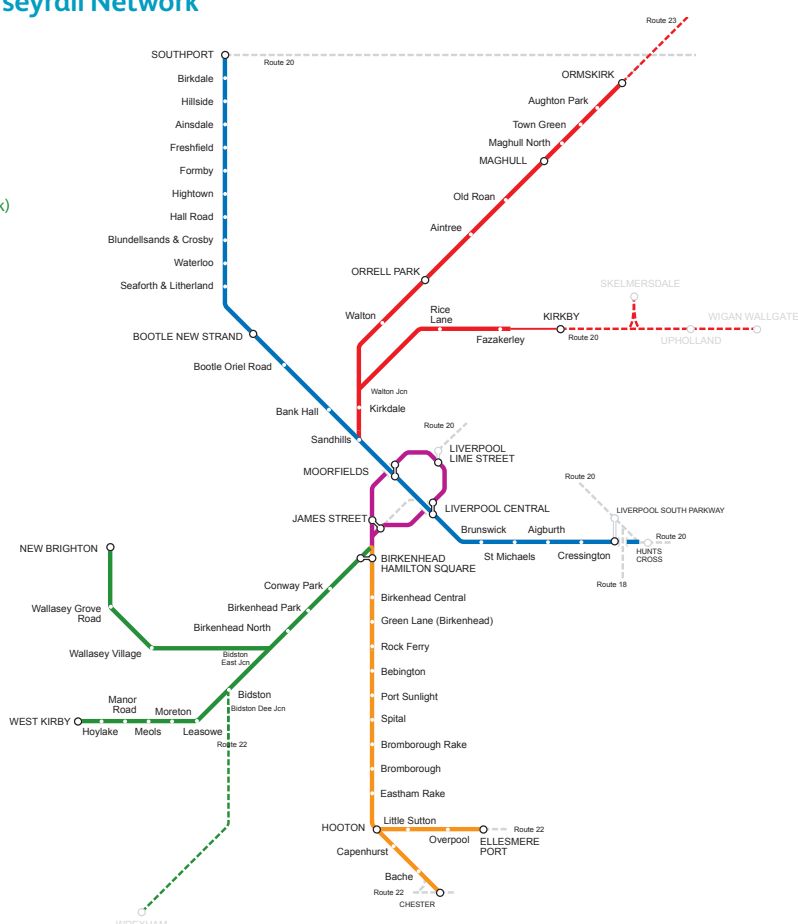 seyrail Network
Route 23
SOUTHPORT
Route 20
Birkdale
Hillside
Ainsdale
Freshfield
Formby
Hightown
k)
Hall Road
Blundellsands & Crosby
Waterloo
Seaforth & Litherland
BOOTLE NEW STRAND
Bootle Oriel Road
Bank Hall
Sandhills
ORMSKIRK
Aughton Park
Town Green
Maghull North
MAGHULL
Old Roan
Aintree
ORRELL PARK
Walton
Rice
Lane
Fazakerley
KIRKBY
Route 20
SKELMERSDALE
UPHOLLAND
WIGAN WALLGATE
Walton Jcn
Kirkdale
Route 20
LIVERPOOL
LIME STREET
MOORFIELDS
JAMES STREET
LIVERPOOL CENTRAL
Brunswick
St Michaels
Aigburth
Cressington
Route 20
LIVERPOOL SOUTH PARKWAY
Route 20
HUNTS
CROSS
Route 18
BIRKENHEAD
HAMILTON SQUARE
NEW BRIGHTON
Wallasey Grove
Road
Wallasey Village
Conway Park
Birkenhead Park
Birkenhead North
Bidston
East Jcn
Bidston
Bidston Dee Jcn
WEST KIRBY
Hoylake
Manor
Road
Meols
Moreton
Leasowe
Route 22
WREXHAM
Birkenhead Central
Green Lane (Birkenhead)
Rock Ferry
Bebington
Port Sunlight
Spital
Bromborough Rake
Bromborough
Eastham Rake
HOOTON
Little Sutton
Overpool
ELLESMERE
PORT
Route 22
Capenhurst
Bache
Route 22
CHESTER